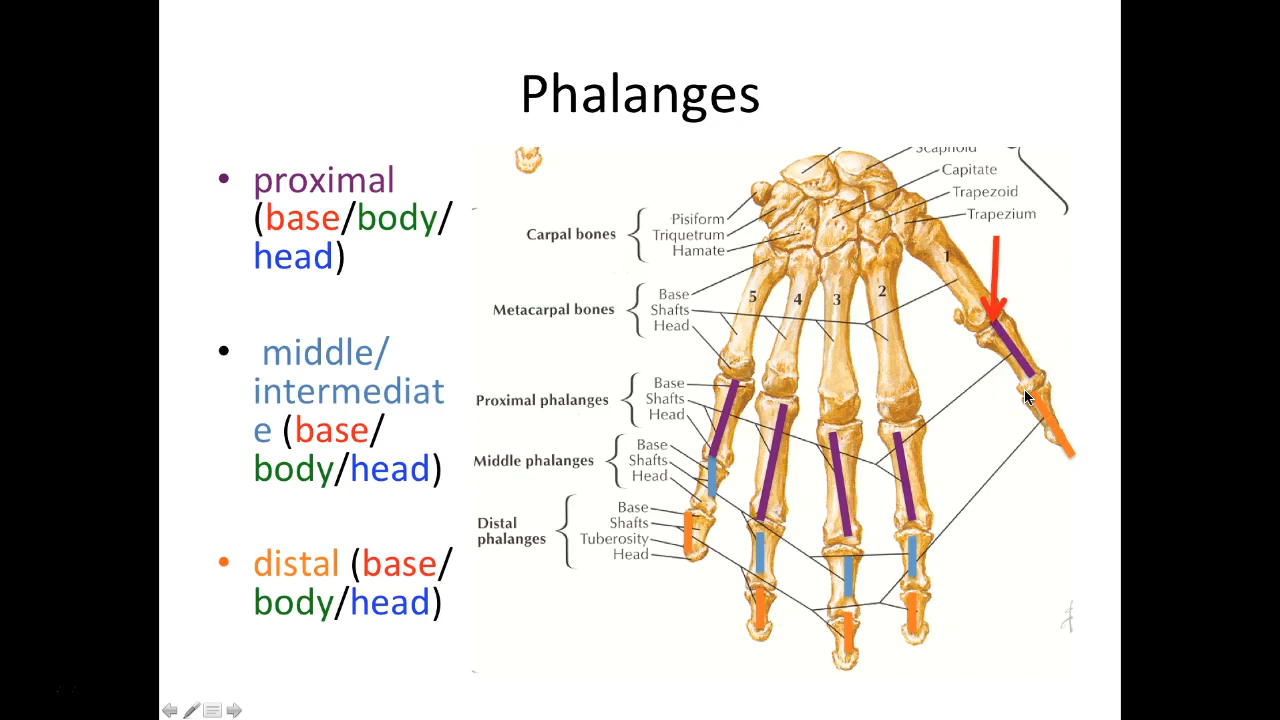 Phalanges
• proximal
(base/body/
head)
• middle/
intermediat
e (base/
body/head)
• distal (base/
body/head)
Scaphoid
Capitate
Trapezoid
Trapezium
Carpal bones
Pisiform
Triquetrum
Hamate
1
5
4
3
2
Metacarpal bones
Base
Shafts
Head
Proximal phalanges
Base
Shafts
Head
Middle phalanges
Base
Shafts
Head
Distal
phalanges
Base
Shafts
Tuberosity
Head